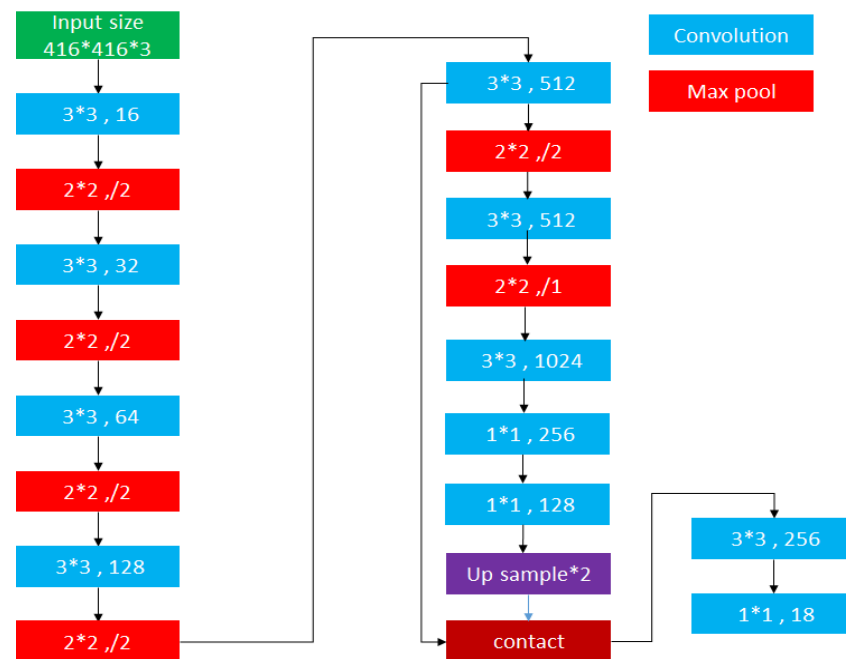 Input size
416*416*3
3*3 , 16
2*2 ,/2
3*3 , 32
2*2 ,/2
3*3 , 64
2*2 ,/2
3*3 , 128
2*2 ,/2
3*3 , 512
2*2 ,/2
3*3 , 512
2*2 ,/1
3*3 , 1024
1*1 , 256
1*1 , 128
Up sample*2
contact
Convolution
Max pool
3*3 , 256
1*1 , 18